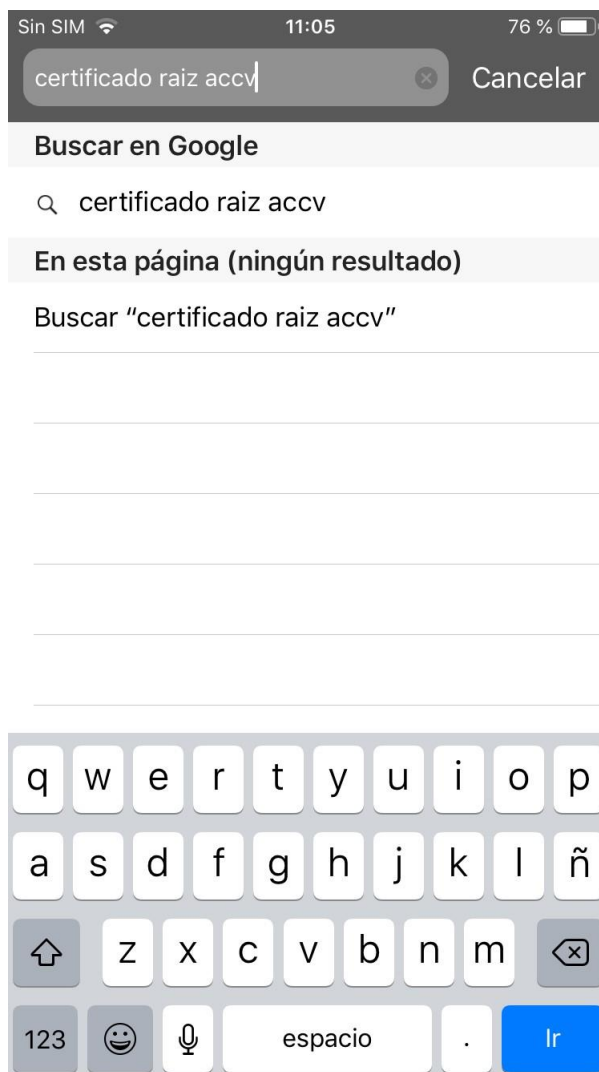 Sin SIM 11:05 76 %
certificado raiz accv Cancelar
Buscar en Google
certificado raiz accv
En esta página (ningún resultado)
Buscar “certificado raiz accv”
q w e r t y u i o p
a s d f g h j k l ñ
z x c v b n m
123 espacio . Ir